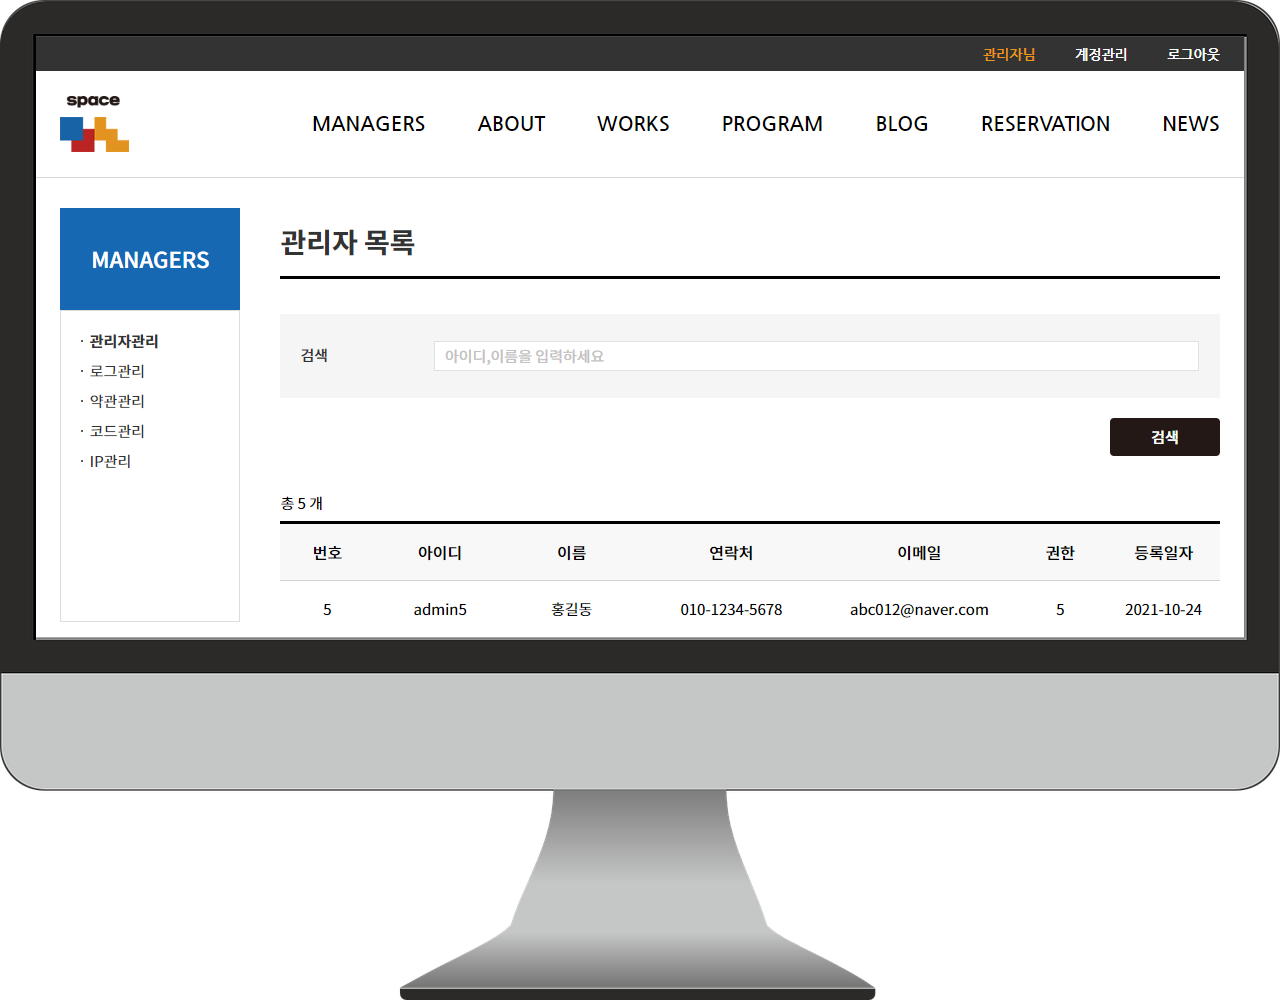 관리자님 계정관리 로그아웃
space
MANAGERS ABOUT WORKS PROGRAM BLOG RESERVATION NEWS
MANAGERS
· 관리자관리
· 로그관리
· 약관관리
· 코드관리
· IP관리
관리자 목록
검색 아이디,이름을 입력하세요
검색
총 5 개
번호 아이디 이름 연락처 이메일 권한 등록일자
5 admin5 홍길동 010-1234-5678 abc012@naver.com 5 2021-10-24